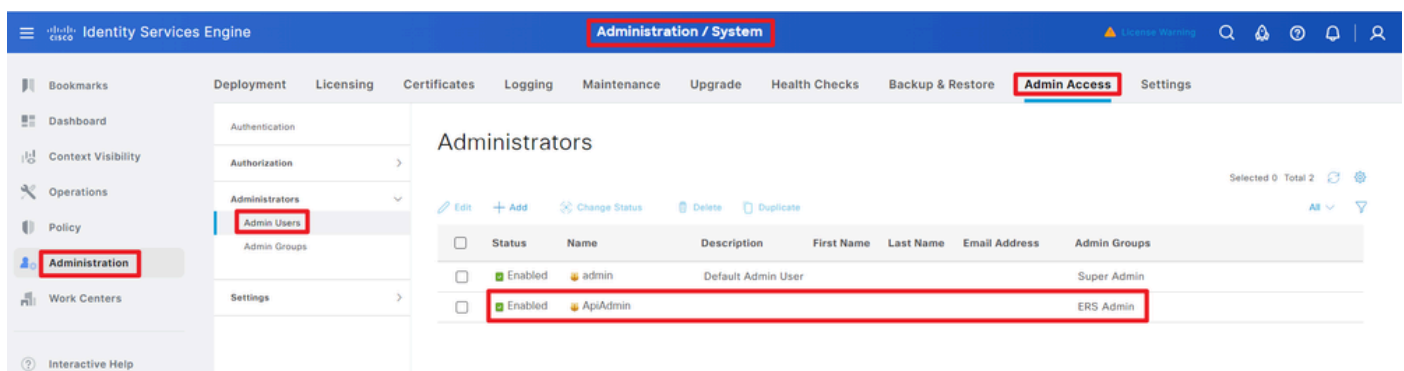 cisco Identity Services Engine
Administration / System
License Warning
Bookmarks
Dashboard
Context Visibility
Operations
Policy
Administration
Work Centers
Interactive Help
Deployment Licensing Certificates Logging Maintenance Upgrade Health Checks Backup & Restore Admin Access Settings
Authentication
Authorization
Administrators
Admin Users
Admin Groups
Settings
Administrators
Selected 0 Total 2
Edit Add Change Status Delete Duplicate
All
Status Name Description First Name Last Name Email Address Admin Groups
Enabled admin Default Admin User Super Admin
Enabled ApiAdmin ERS Admin